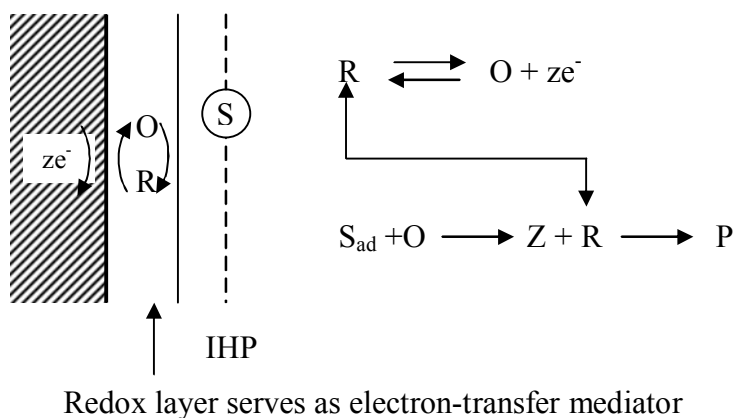 S
R ⇌ O + ze⁻
O
ze⁻
R
S_ad +O → Z + R → P
IHP
Redox layer serves as electron-transfer mediator